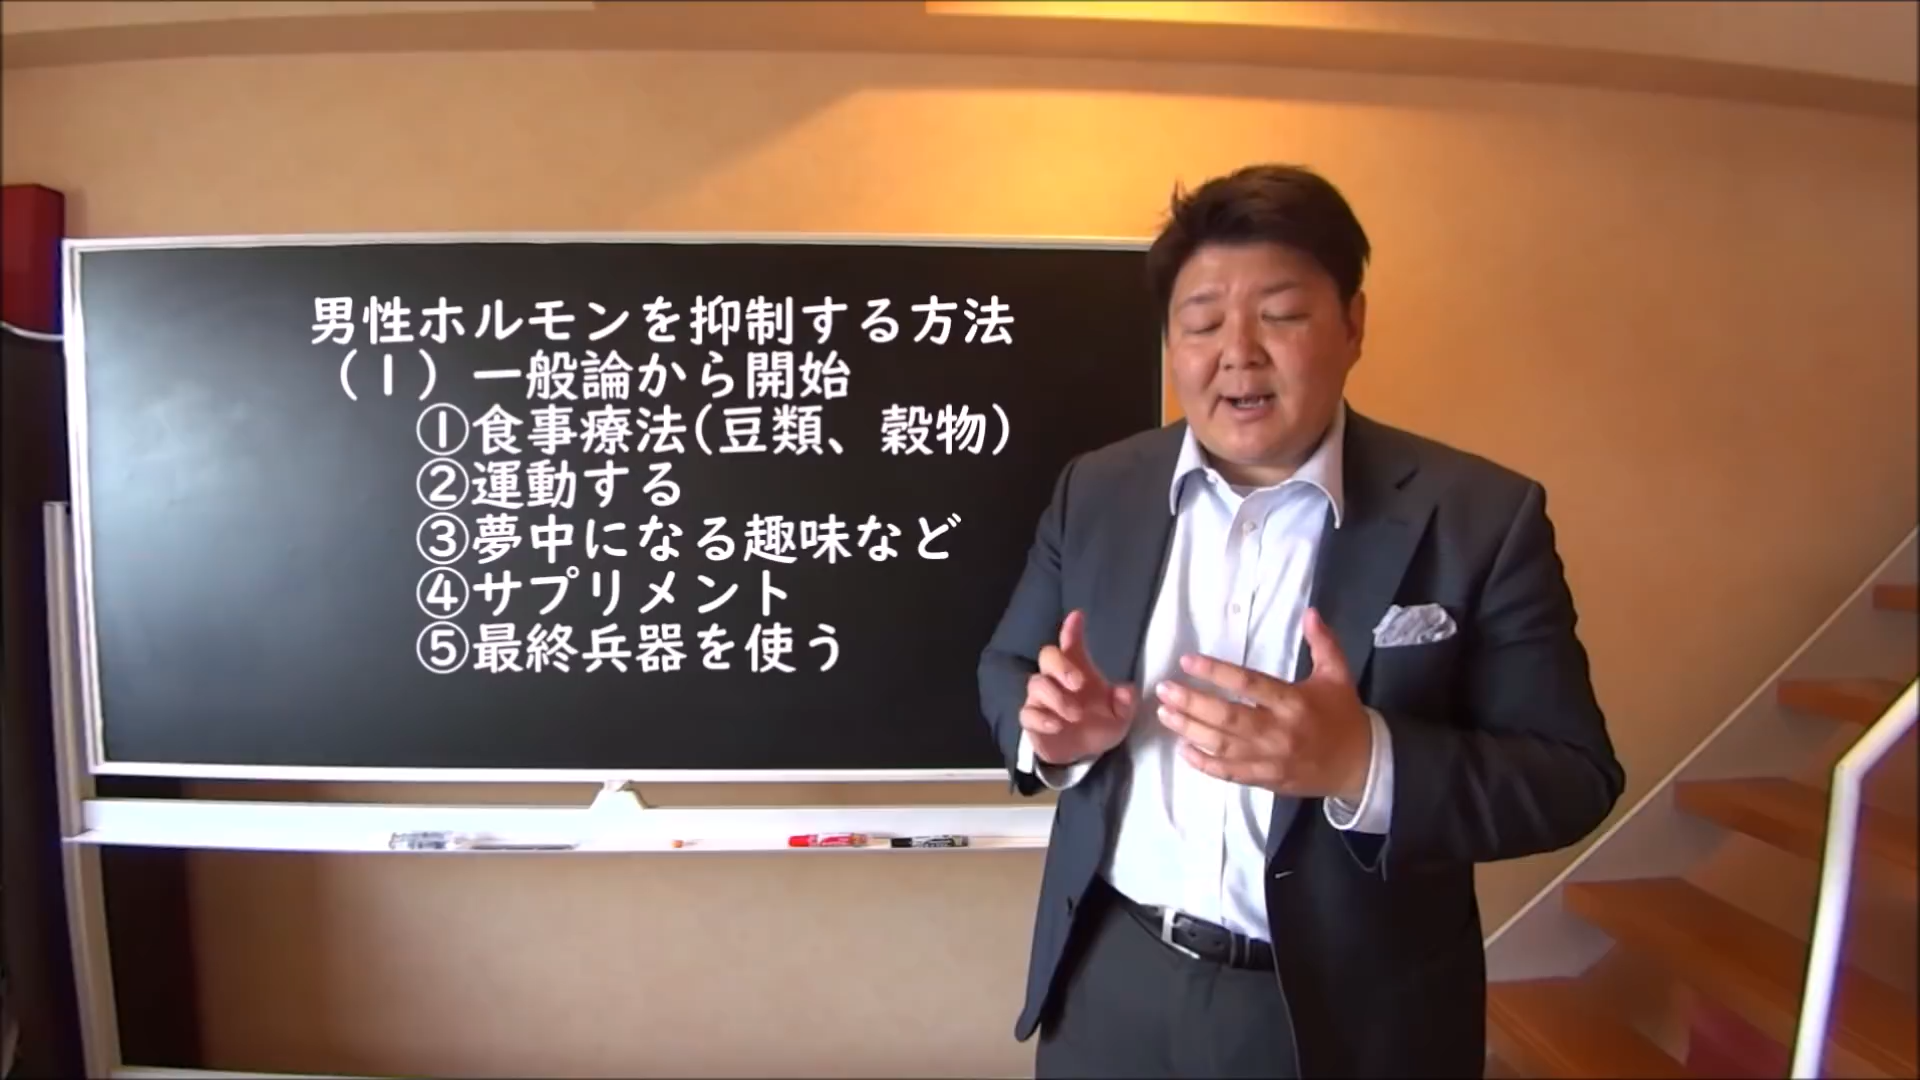 男性ホルモンを抑制する方法
（１）一般論から開始
①食事療法(豆類、穀物)
②運動する
③夢中になる趣味など
④サプリメント
⑤最終兵器を使う